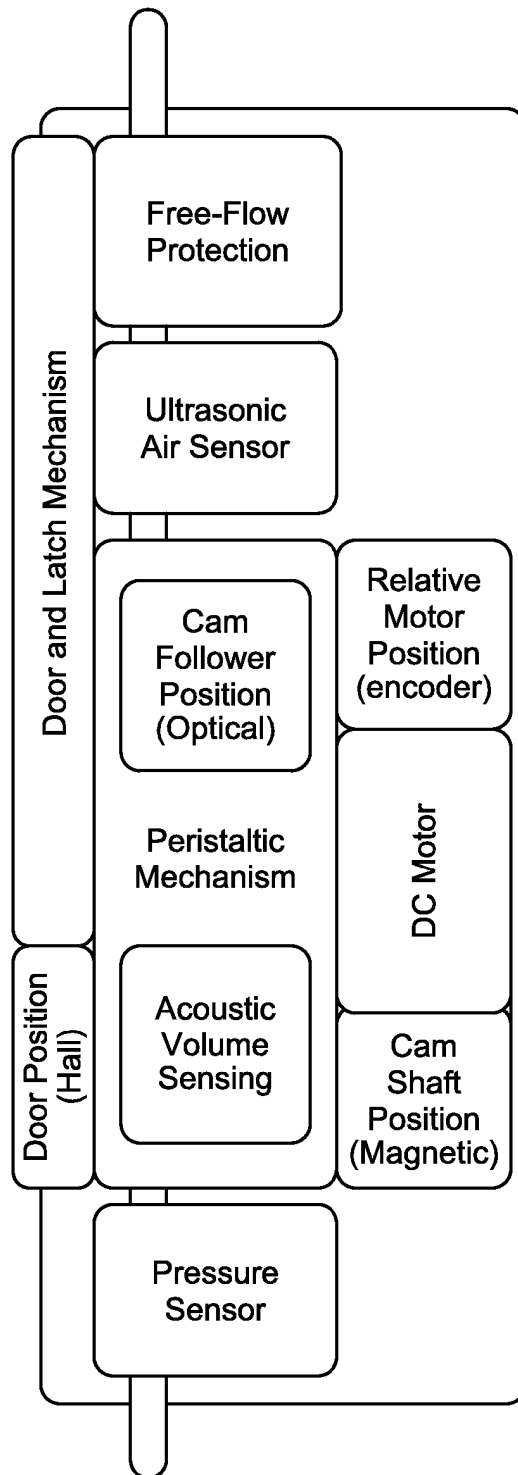 Free-Flow
Protection
Ultrasonic
Air Sensor
Door and Latch Mechanism
Cam
Follower
Position
(Optical)
Relative
Motor
Position
(encoder)
Peristaltic
Mechanism
DC Motor
Door Position
(Hall)
Acoustic
Volume
Sensing
Cam
Shaft
Position
(Magnetic)
Pressure
Sensor